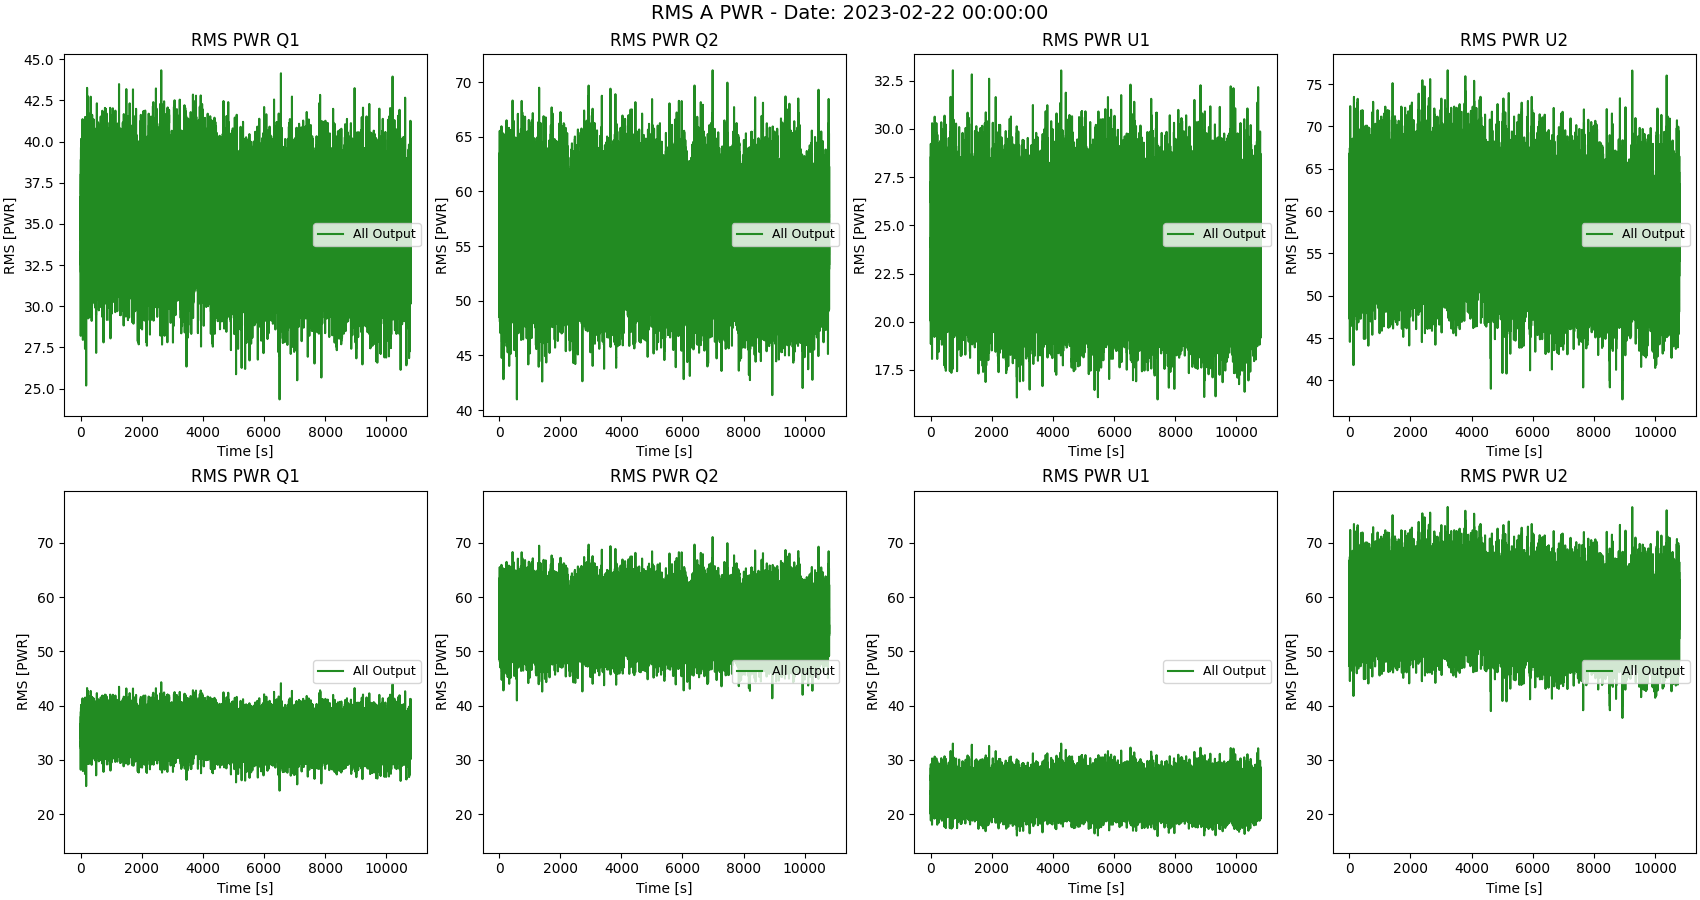 RMS A PWR - Date: 2023-02-22 00:00:00
RMS PWR Q1
RMS [PWR]
45.0
42.5
40.0
37.5
35.0
32.5
30.0
27.5
25.0
All Output
0 2000 4000 6000 8000 10000
Time [s]
RMS PWR Q2
RMS [PWR]
70
65
60
55
50
45
40
All Output
0 2000 4000 6000 8000 10000
Time [s]
RMS PWR U1
RMS [PWR]
32.5
30.0
27.5
25.0
22.5
20.0
17.5
All Output
0 2000 4000 6000 8000 10000
Time [s]
RMS PWR U2
RMS [PWR]
75
70
65
60
55
50
45
40
All Output
0 2000 4000 6000 8000 10000
Time [s]
RMS PWR Q1
RMS [PWR]
70
60
50
40
30
20
All Output
0 2000 4000 6000 8000 10000
Time [s]
RMS PWR Q2
RMS [PWR]
70
60
50
40
30
20
All Output
0 2000 4000 6000 8000 10000
Time [s]
RMS PWR U1
RMS [PWR]
70
60
50
40
30
20
All Output
0 2000 4000 6000 8000 10000
Time [s]
RMS PWR U2
RMS [PWR]
70
60
50
40
30
20
All Output
0 2000 4000 6000 8000 10000
Time [s]